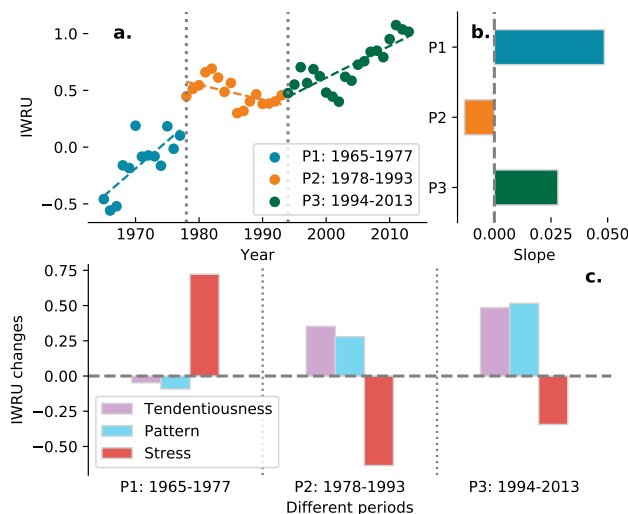 a.
1.0
0.5
0.0
−0.5
IWRU
P1: 1965-1977
P2: 1978-1993
P3: 1994-2013
1970 1980 1990 2000 2010
Year
b.
P1
P2
P3
0.000 0.025 0.050
Slope
c.
0.75
0.50
0.25
0.00
−0.25
−0.50
IWRU changes
Tendentiousness
Pattern
Stress
P1: 1965-1977 P2: 1978-1993 P3: 1994-2013
Different periods